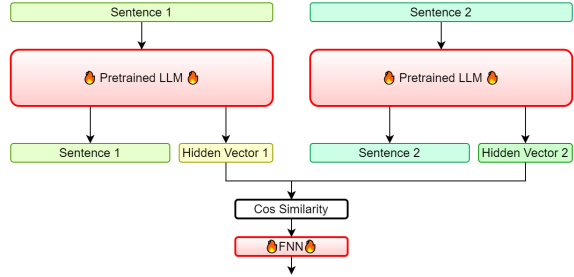 Sentence 1
Sentence 2
Pretrained LLM
Pretrained LLM
Sentence 1
Hidden Vector 1
Sentence 2
Hidden Vector 2
Cos Similarity
FNN